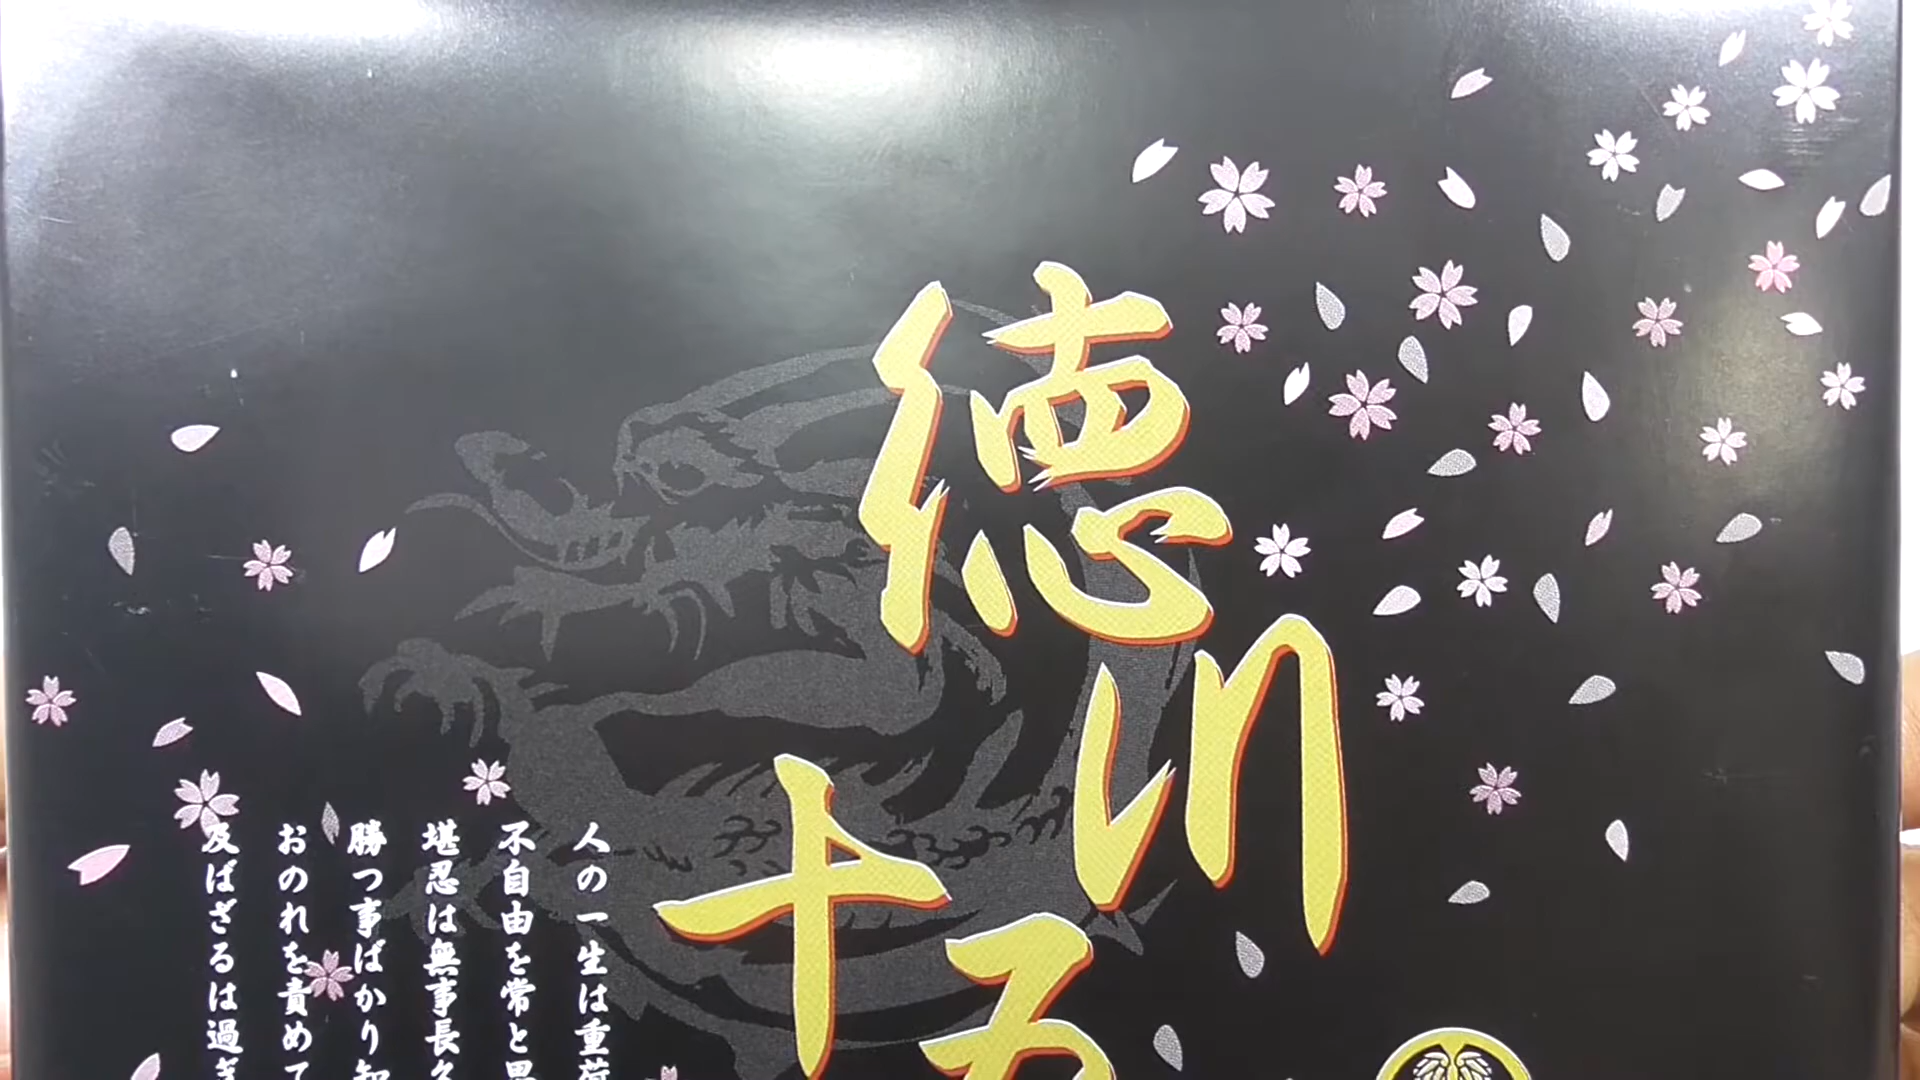 徳川
十五
人の一生は重荷
不自由を常と思
堪忍は無事長久
勝つ事ばかり知
おのれを責めて
及ばざるは過ぎ